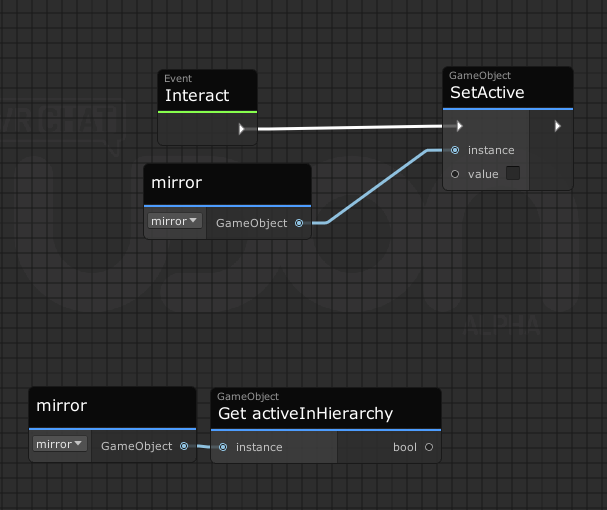 Event
Interact
GameObject
SetActive
instance
value
mirror
mirror
GameObject
ALPHA
mirror
mirror
GameObject
GameObject
Get activeInHierarchy
instance
bool